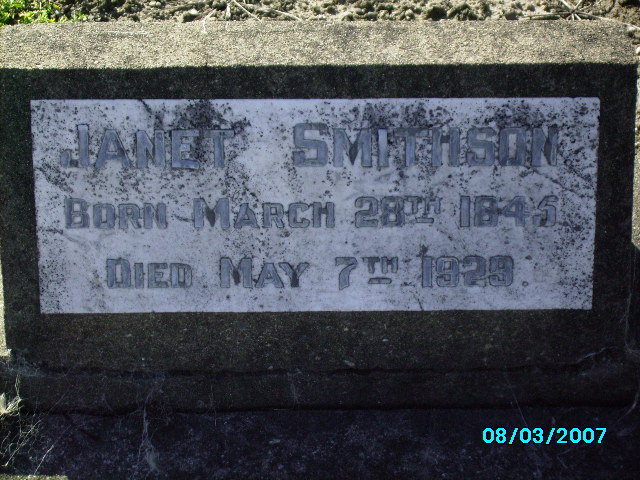 Janet Smithson
Born March 28th 1845
Died May 7th 1929.
08/03/2007